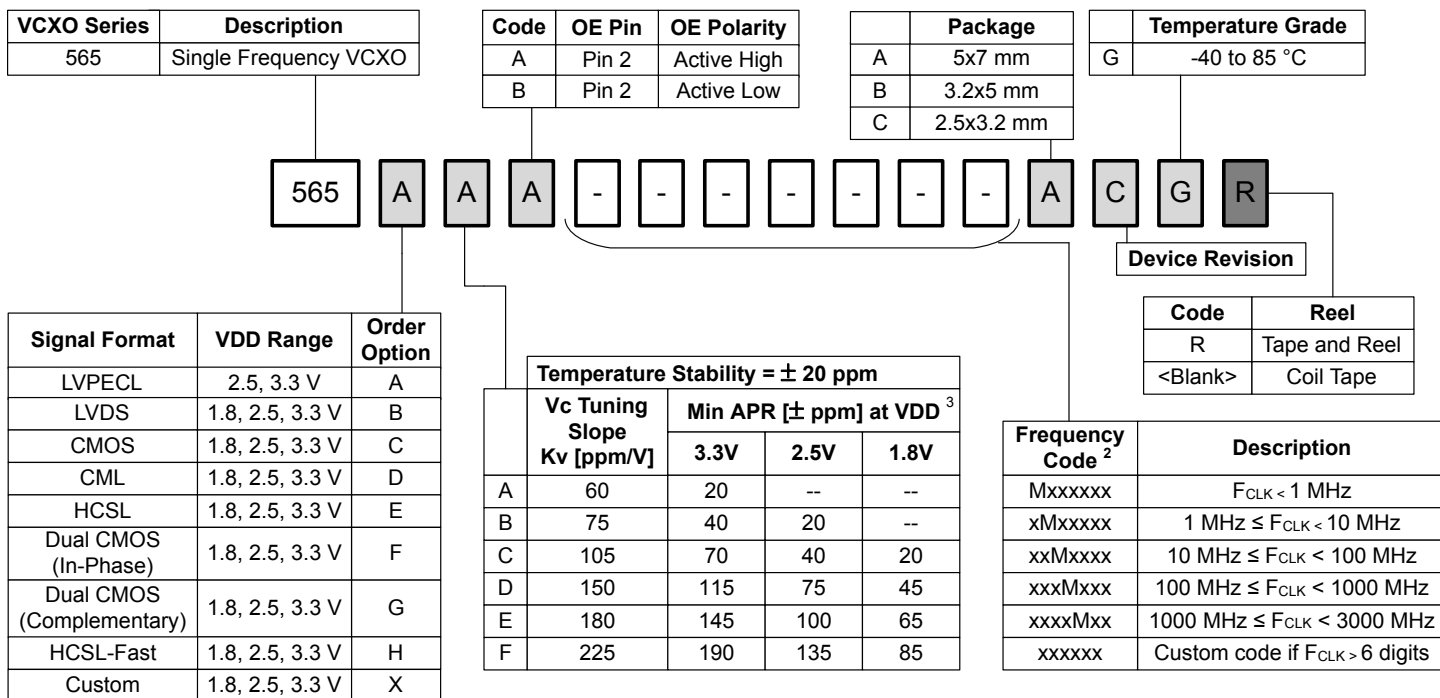 VCXO Series Description
565 Single Frequency VCXO
Code OE Pin OE Polarity
A Pin 2 Active High
B Pin 2 Active Low
Package
A 5x7 mm
B 3.2x5 mm
C 2.5x3.2 mm
Temperature Grade
G -40 to 85 °C
565 A A A - - - - - - - A C G R
Device Revision
Code Reel
R Tape and Reel
<Blank> Coil Tape
Signal Format VDD Range Order
Option
LVPECL 2.5, 3.3 V A
LVDS 1.8, 2.5, 3.3 V B
CMOS 1.8, 2.5, 3.3 V C
CML 1.8, 2.5, 3.3 V D
HCSL 1.8, 2.5, 3.3 V E
Dual CMOS
(In-Phase) 1.8, 2.5, 3.3 V F
Dual CMOS
(Complementary) 1.8, 2.5, 3.3 V G
HCSL-Fast 1.8, 2.5, 3.3 V H
Custom 1.8, 2.5, 3.3 V X
Temperature Stability = ± 20 ppm
Vc Tuning
Slope
Kv [ppm/V]
Min APR [± ppm] at VDD 3
3.3V 2.5V 1.8V
A 60 20 -- --
B 75 40 20 --
C 105 70 40 20
D 150 115 75 45
E 180 145 100 65
F 225 190 135 85
Frequency
Code 2
Description
Mxxxxxx FCLK < 1 MHz
xMxxxxx 1 MHz ≤ FCLK < 10 MHz
xxMxxxx 10 MHz ≤ FCLK < 100 MHz
xxxMxxx 100 MHz ≤ FCLK < 1000 MHz
xxxxMxx 1000 MHz ≤ FCLK < 3000 MHz
xxxxxx Custom code if FCLK > 6 digits